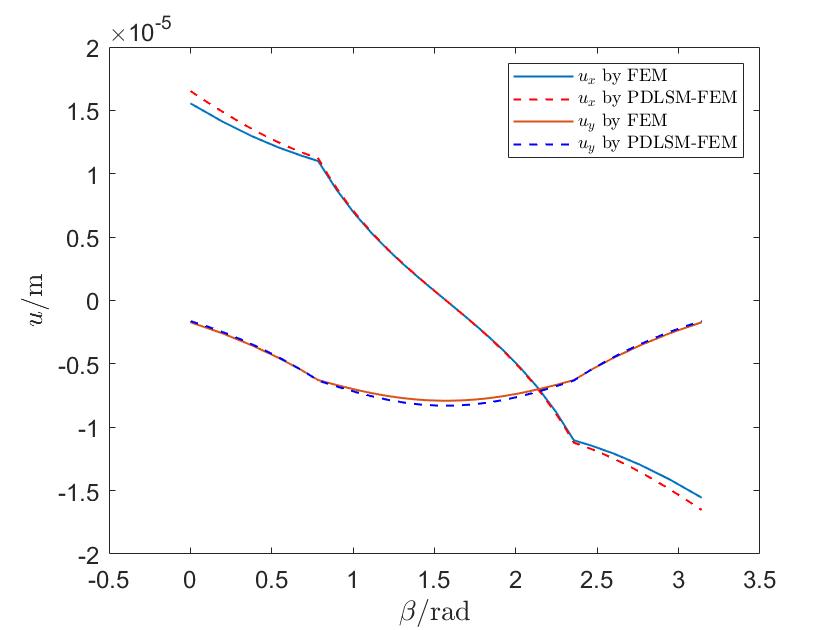 ×10^-5
2
1.5
1
0.5
0
-0.5
-1
-1.5
-2
u/m
-0.5 0 0.5 1 1.5 2 2.5 3 3.5
β/rad
u_x by FEM
u_x by PDLSM-FEM
u_y by FEM
u_y by PDLSM-FEM